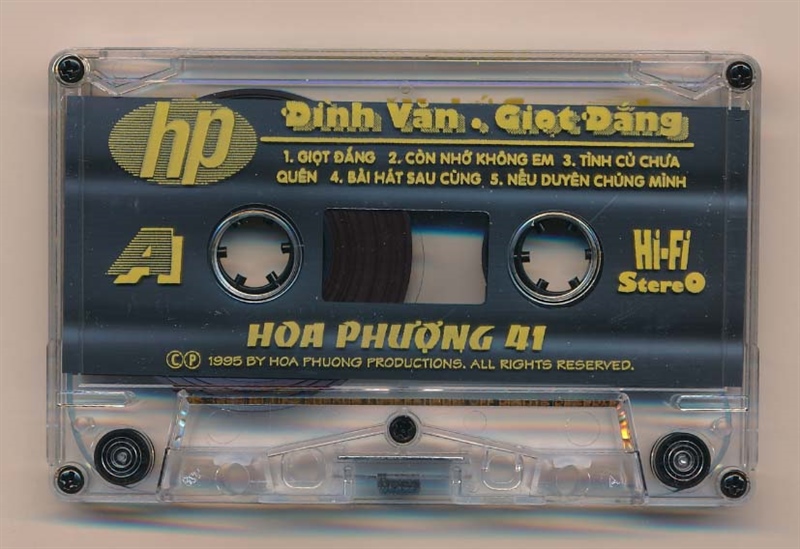 hp
Đình Văn . Giọt Đắng
1. GIỌT ĐẮNG 2. CÒN NHỚ KHÔNG EM 3. TÌNH CỦ CHƯA
QUÊN 4. BÀI HÁT SAU CÙNG 5. NẾU DUYÊN CHÚNG MÌNH
A
Hi-Fi
Stereo
HOA PHƯỢNG 41
©℗ 1995 BY HOA PHUONG PRODUCTIONS. ALL RIGHTS RESERVED.